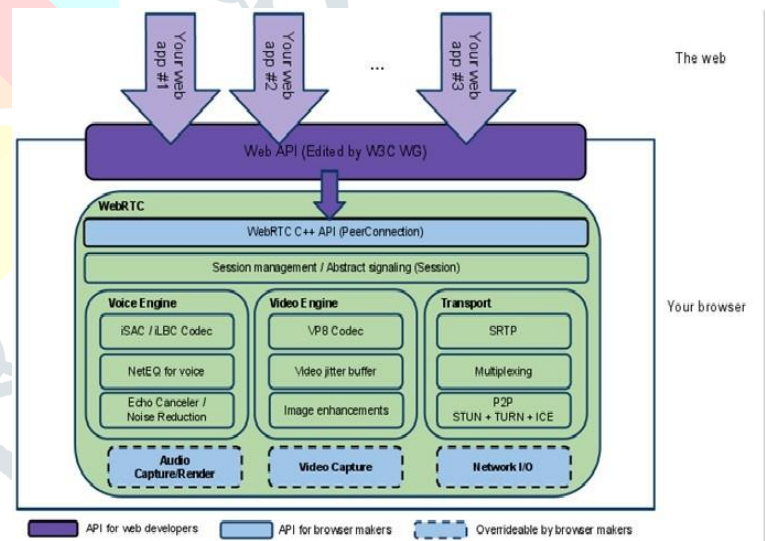 Your web
app #1
Your web
app #2
...
Your web
app #3
The web
Web API (Edited by W3C WG)
WebRTC
WebRTC C++ API (PeerConnection)
Session management / Abstract signaling (Session)
Your browser
Voice Engine
iSAC / iLBC Codec
NetEQ for voice
Echo Canceler /
Noise Reduction
Video Engine
VP8 Codec
Video jitter buffer
Image enhancements
Transport
SRTP
Multiplexing
P2P
STUN + TURN + ICE
Audio
Capture/Render
Video Capture
Network I/O
API for web developers
API for browser makers
Overrideable by browser makers